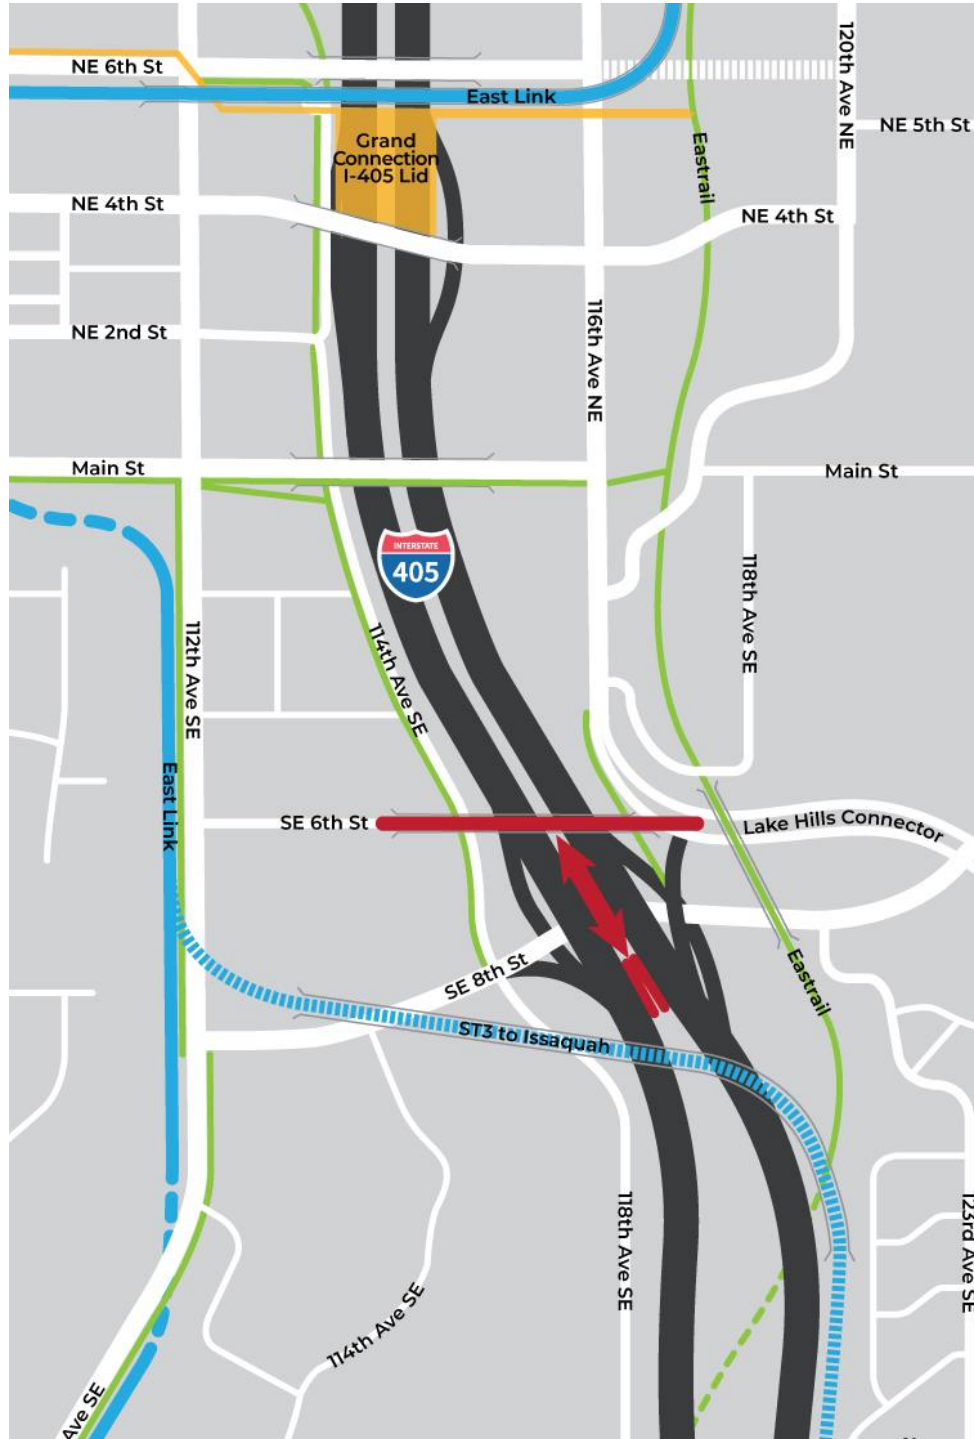 NE 6th St
120th Ave NE
East Link
NE 5th St
Grand
Connection
I-405 Lid
Eastrail
NE 4th St
NE 4th St
116th Ave NE
NE 2nd St
Main St
Main St
INTERSTATE
405
118th Ave SE
112th Ave SE
114th Ave SE
East Link
SE 6th St
Lake Hills Connector
SE 8th St
Eastrail
ST3 to Issaquah
118th Ave SE
123rd Ave SE
114th Ave SE
Ave SE